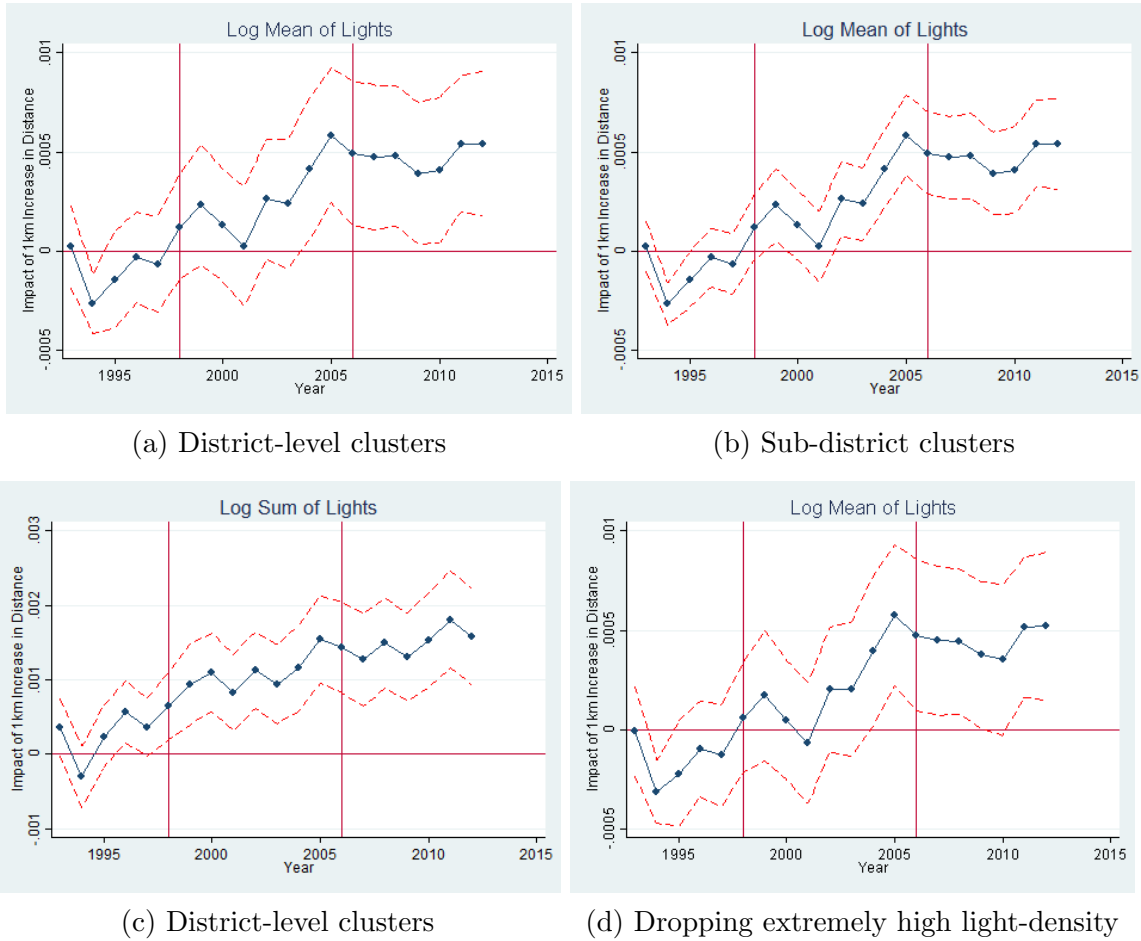 Log Mean of Lights
Impact of 1km Increase in Distance
.001
.0005
0
-.0005
1995 2000 2005 2010 2015
Year
(a) District-level clusters
Log Mean of Lights
Impact of 1km Increase in Distance
.001
.0005
0
-.0005
1995 2000 2005 2010 2015
Year
(b) Sub-district clusters
Log Sum of Lights
Impact of 1km Increase in Distance
.003
.002
.001
0
-.001
1995 2000 2005 2010 2015
Year
(c) District-level clusters
Log Mean of Lights
Impact of 1km Increase in Distance
.001
.0005
0
-.0005
1995 2000 2005 2010 2015
Year
(d) Dropping extremely high light-density